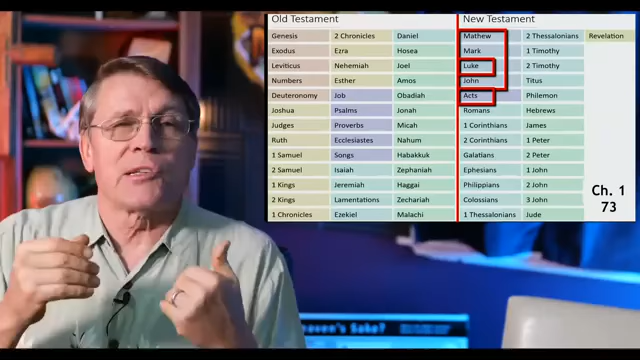 Old Testament New Testament
Genesis 2 Chronicles Daniel Mathew 2 Thessalonians Revelation
Exodus Ezra Hosea Mark 1 Timothy
Leviticus Nehemiah Joel Luke 2 Timothy
Numbers Esther Amos John Titus
Deuteronomy Job Obadiah Acts Philemon
Joshua Psalms Jonah Romans Hebrews
Judges Proverbs Micah 1 Corinthians James
Ruth Ecclesiastes Nahum 2 Corinthians 1 Peter
1 Samuel Songs Habakkuk Galatians 2 Peter
2 Samuel Isaiah Zephaniah Ephesians 1 John
1 Kings Jeremiah Haggai Philippians 2 John
2 Kings Lamentations Zechariah Colossians 3 John
1 Chronicles Ezekiel Malachi 1 Thessalonians Jude
Ch. 1
73
Sake?